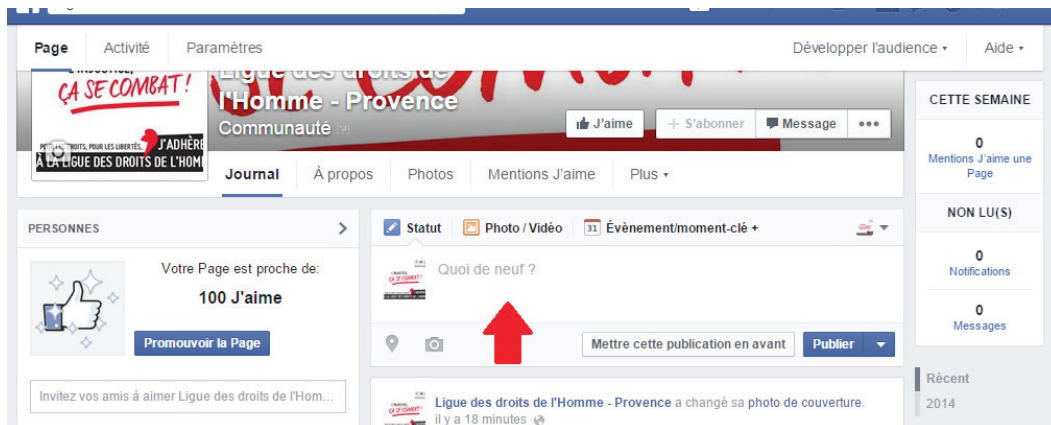 Page Activité Paramètres Développer l'audience Aide
ÇA SE COMBAT !
J'ADHÈRE
À LA LIGUE DES DROITS DE L'HOM
Ligue des droits de
l'Homme - Provence
Communauté
J'aime + S'abonner Message •••
Journal À propos Photos Mentions J'aime Plus
CETTE SEMAINE
0
Mentions J'aime une
Page
NON LU(S)
0
Notifications
0
Messages
Récent
2014
PERSONNES
Votre Page est proche de:
100 J'aime
Promouvoir la Page
Invitez vos amis à aimer Ligue des droits de l'Hom...
Statut Photo / Vidéo 31 Évènement/moment-clé +
Quoi de neuf ?
Mettre cette publication en avant Publier
Ligue des droits de l'Homme - Provence a changé sa photo de couverture.
il y a 18 minutes